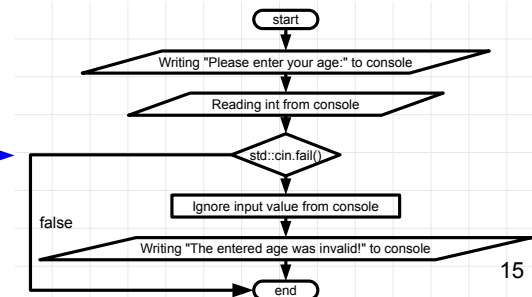 start
Writing "Please enter your age:" to console
Reading int from console
std::cin.fail()
Ignore input value from console
false
Writing "The entered age was invalid!" to console
15
end